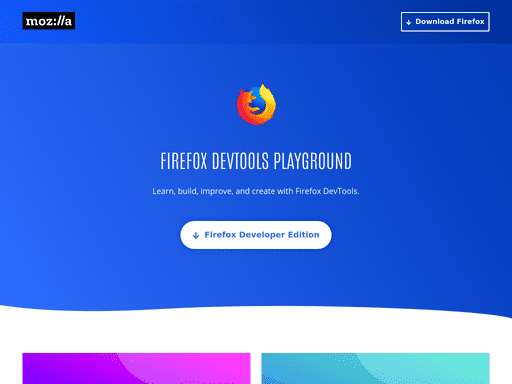 moz://a
Download Firefox
FIREFOX DEVTOOLS PLAYGROUND
Learn, build, improve, and create with Firefox DevTools.
Firefox Developer Edition